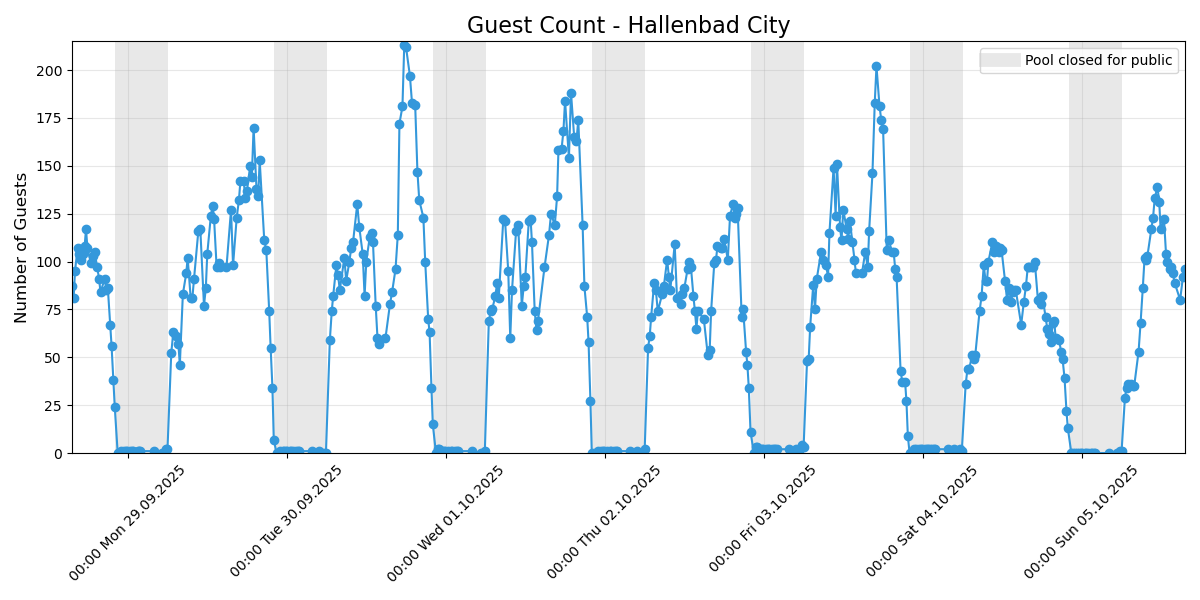 Guest Count - Hallenbad City
Pool closed for public
Number of Guests
200
175
150
125
100
75
50
25
0
00:00 Mon 29.09.2025
00:00 Tue 30.09.2025
00:00 Wed 01.10.2025
00:00 Thu 02.10.2025
00:00 Fri 03.10.2025
00:00 Sat 04.10.2025
00:00 Sun 05.10.2025